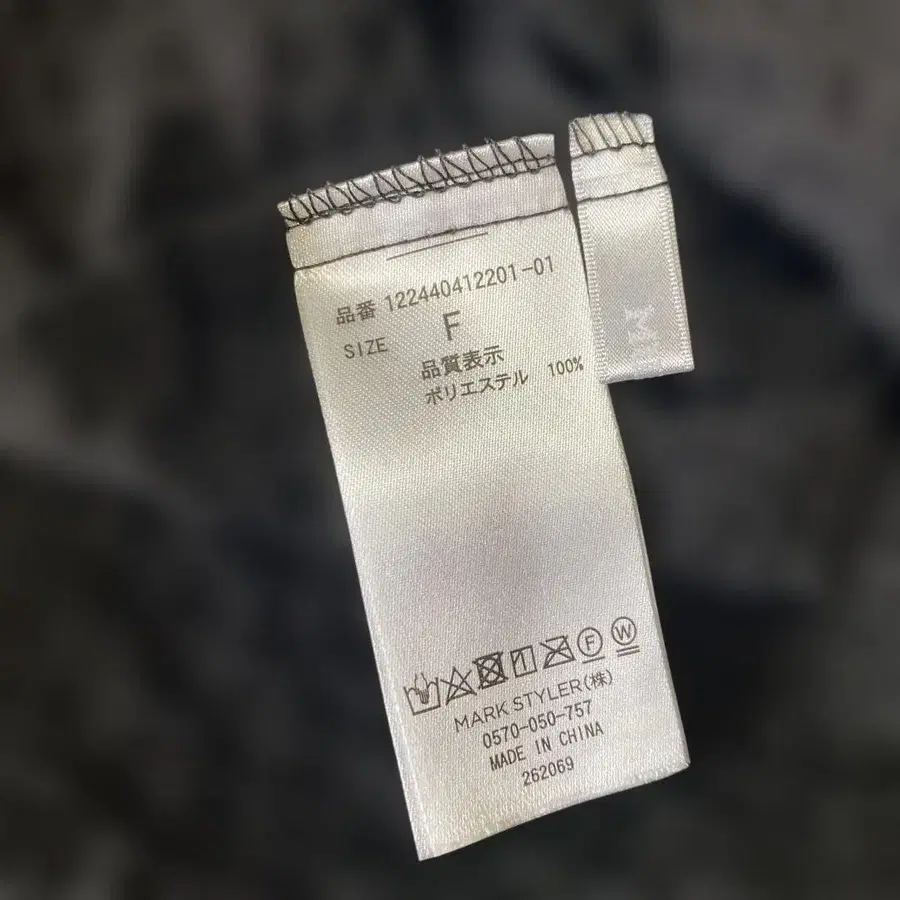 品番 122440412201-01
SIZE F
品質表示
ポリエステル 100%
F W
MARK STYLER(株)
0570-050-757
MADE IN CHINA
262069
M